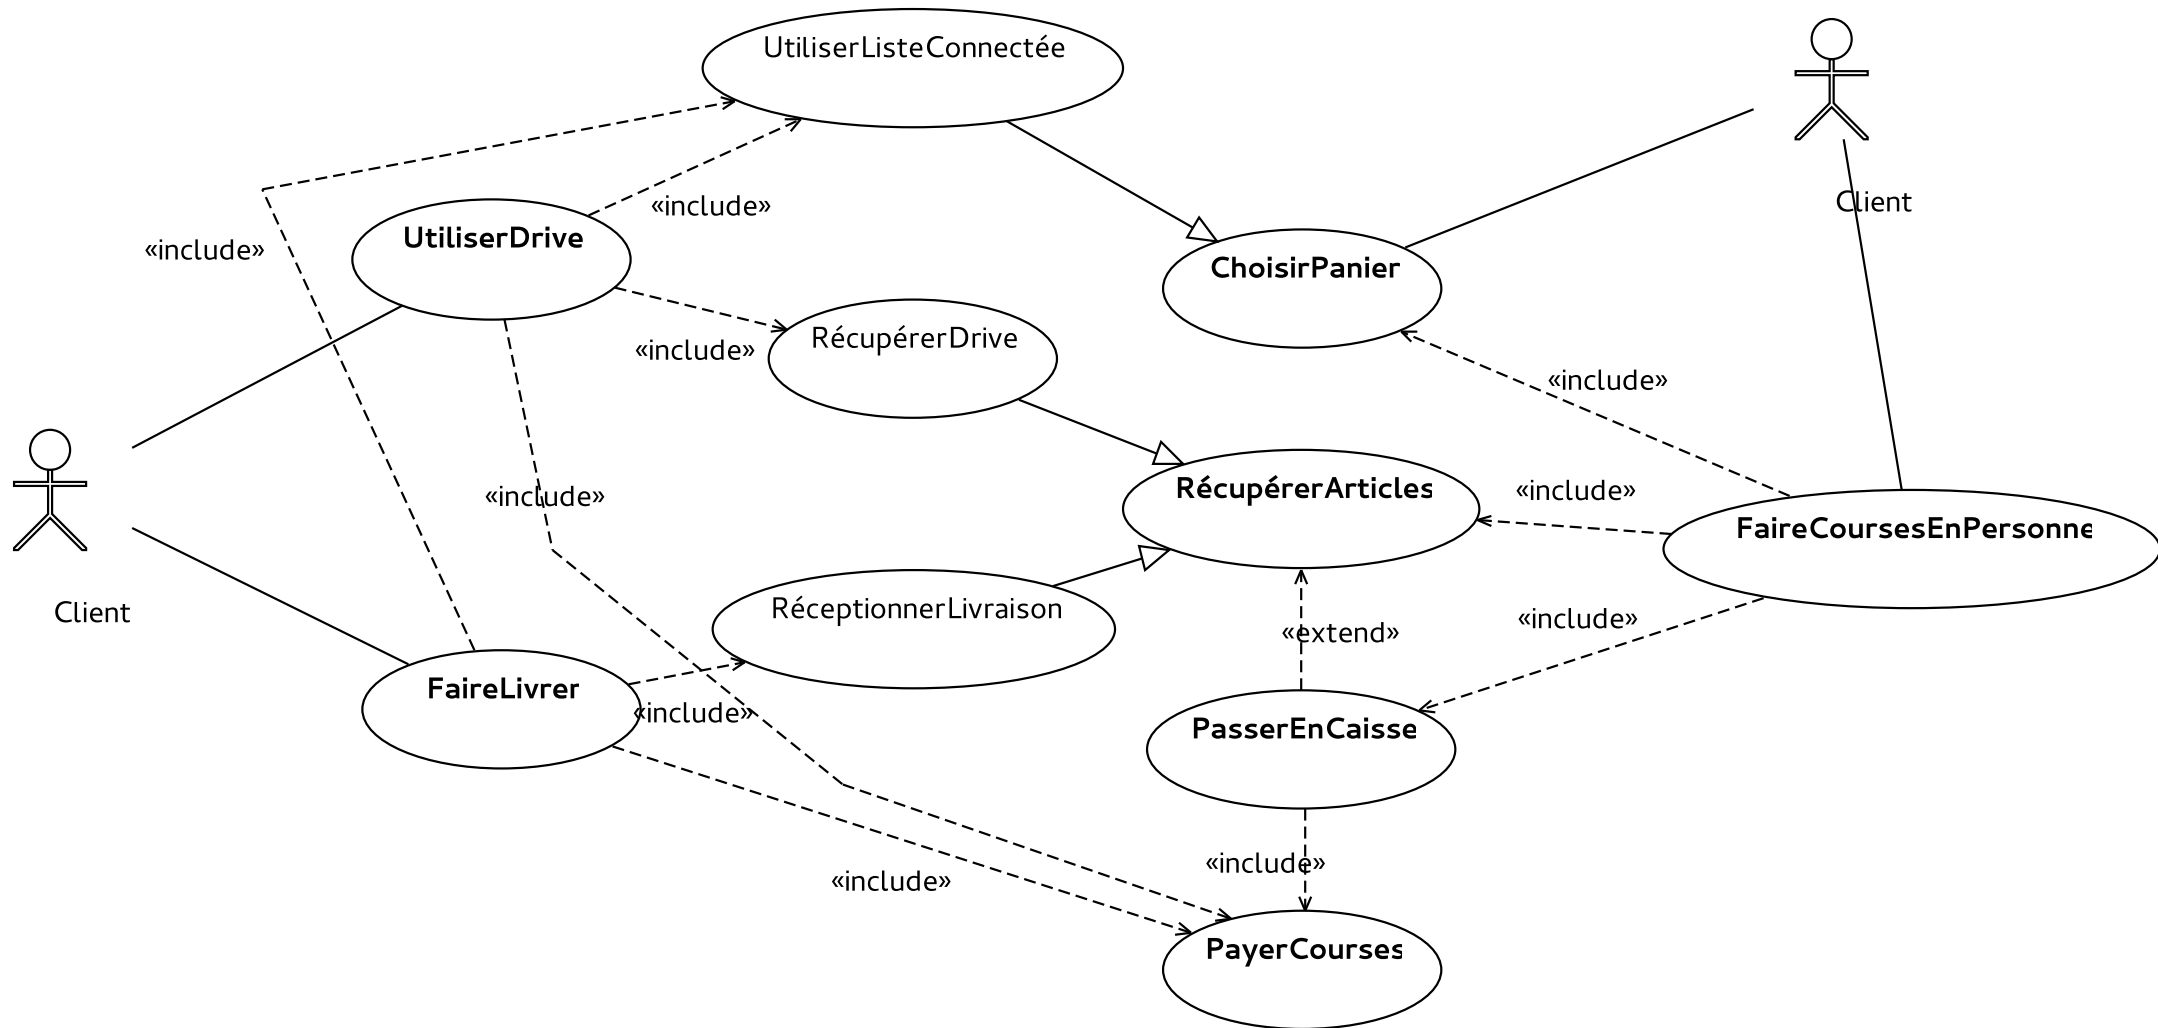 UtiliserListeConnectée
Client
«include»
«include»
UtiliserDrive
ChoisirPanier
«include»
RécupérerDrive
«include»
«include»
RécupérerArticles
«include»
FaireCoursesEnPersonne
Client
RéceptionnerLivraison
«extend»
«include»
FaireLivrer
«include»
PasserEnCaisse
«include»
«include»
PayerCourses